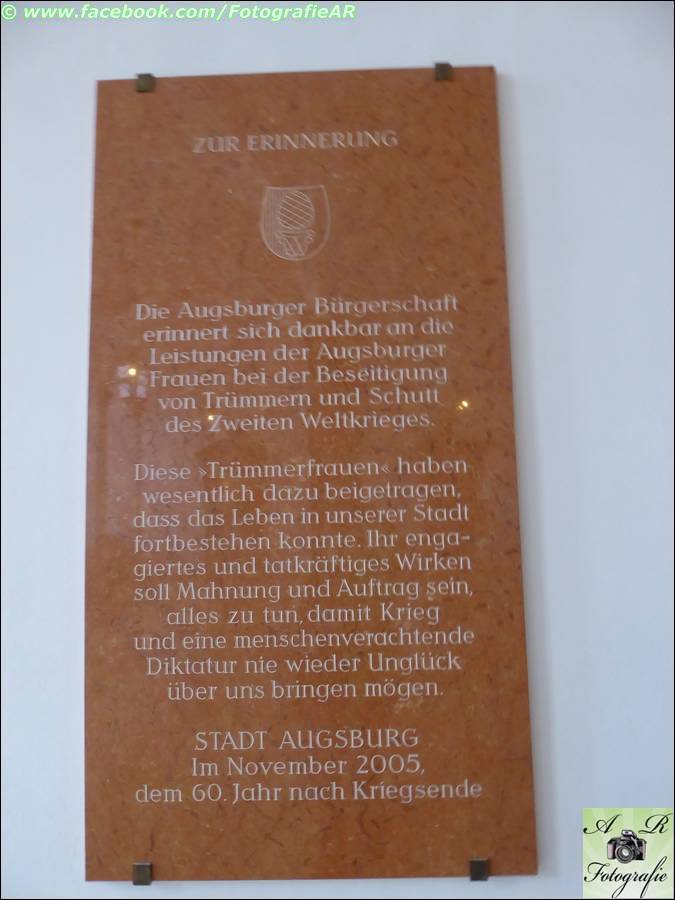 © www.facebook.com/FotografieAR
ZUR ERINNERUNG
Die Augsburger Bürgerschaft
erinnert sich dankbar an die
Leistungen der Augsburger
Frauen bei der Beseitigung
von Trümmern und Schutt
des Zweiten Weltkrieges.
Diese »Trümmerfrauen« haben
wesentlich dazu beigetragen,
dass das Leben in unserer Stadt
fortbestehen konnte. Ihr enga-
giertes und tatkräftiges Wirken
soll Mahnung und Auftrag sein,
alles zu tun, damit Krieg
und eine menschenverachtende
Diktatur nie wieder Unglück
über uns bringen mögen.
STADT AUGSBURG
Im November 2005,
dem 60. Jahr nach Kriegsende
A R
Fotografie